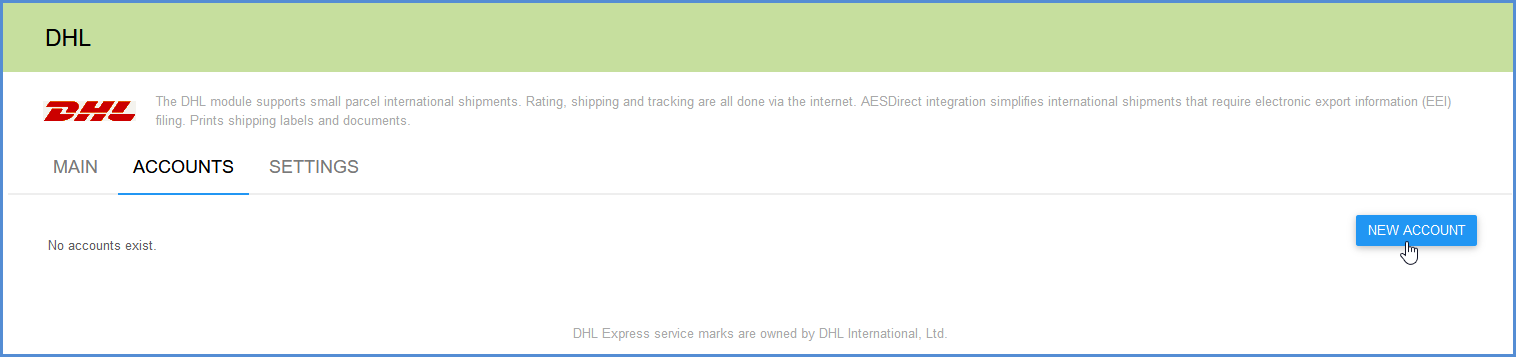 DHL
DHL The DHL module supports small parcel international shipments. Rating, shipping and tracking are all done via the internet. AESDirect integration simplifies international shipments that require electronic export information (EEI)
filing. Prints shipping labels and documents.
MAIN ACCOUNTS SETTINGS
NEW ACCOUNT
No accounts exist.
DHL Express service marks are owned by DHL International, Ltd.